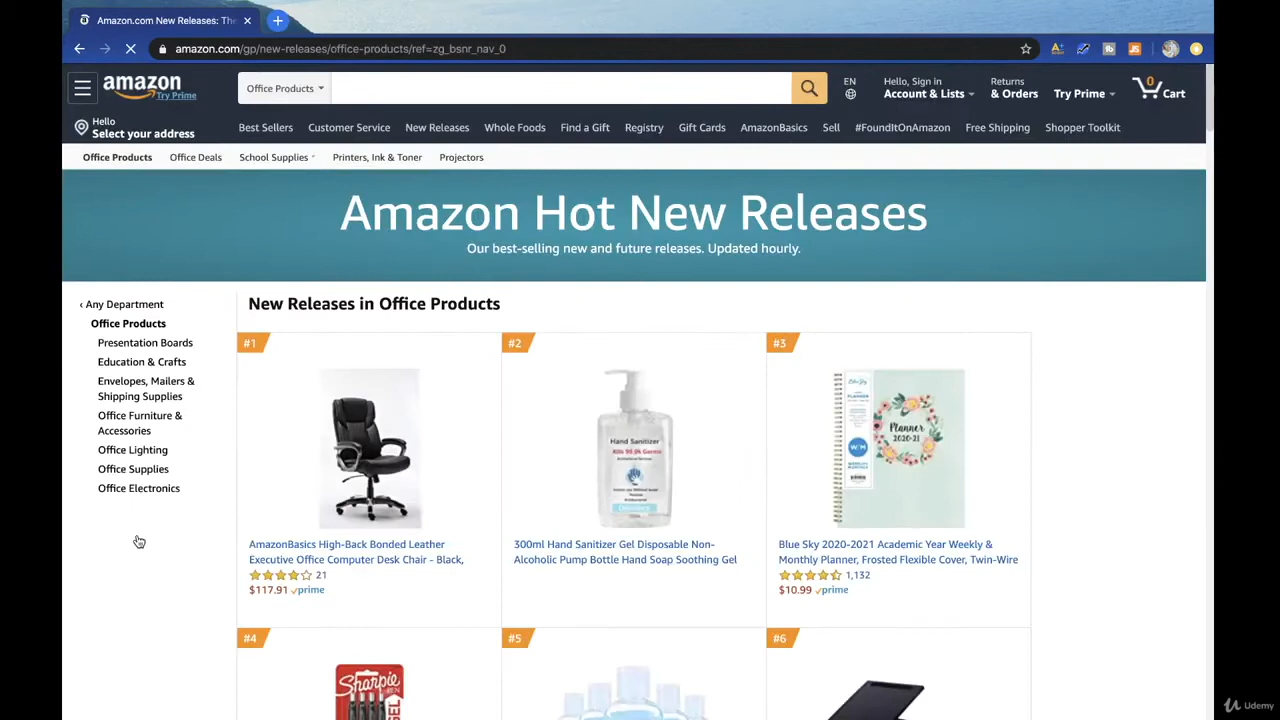 Amazon.com New Releases: The
amazon.com/gp/new-releases/office-products/ref=zg_bsnr_nav_0
amazon
Try Prime
Office Products
EN
Hello, Sign in
Account & Lists
Returns
& Orders
Try Prime
0
Cart
Hello
Select your address
Best Sellers Customer Service New Releases Whole Foods Find a Gift Registry Gift Cards AmazonBasics Sell #FoundItOnAmazon Free Shipping Shopper Toolkit
Office Products Office Deals School Supplies Printers, Ink & Toner Projectors
Amazon Hot New Releases
Our best-selling new and future releases. Updated hourly.
‹ Any Department
Office Products
Presentation Boards
Education & Crafts
Envelopes, Mailers &
Shipping Supplies
Office Furniture &
Accessories
Office Lighting
Office Supplies
Office Electronics
New Releases in Office Products
#1
AmazonBasics High-Back Bonded Leather
Executive Office Computer Desk Chair - Black,
21
$117.91 prime
#2
Hand Sanitizer
Kills 99.9% Germs
300ml Hand Sanitizer Gel Disposable Non-
Alcoholic Pump Bottle Hand Soap Soothing Gel
#3
Blue Sky
Planner
2020-21
Blue Sky 2020-2021 Academic Year Weekly &
Monthly Planner, Frosted Flexible Cover, Twin-Wire
1,132
$10.99 prime
#4
Sharpie
GEL
#5
#6
Udemy